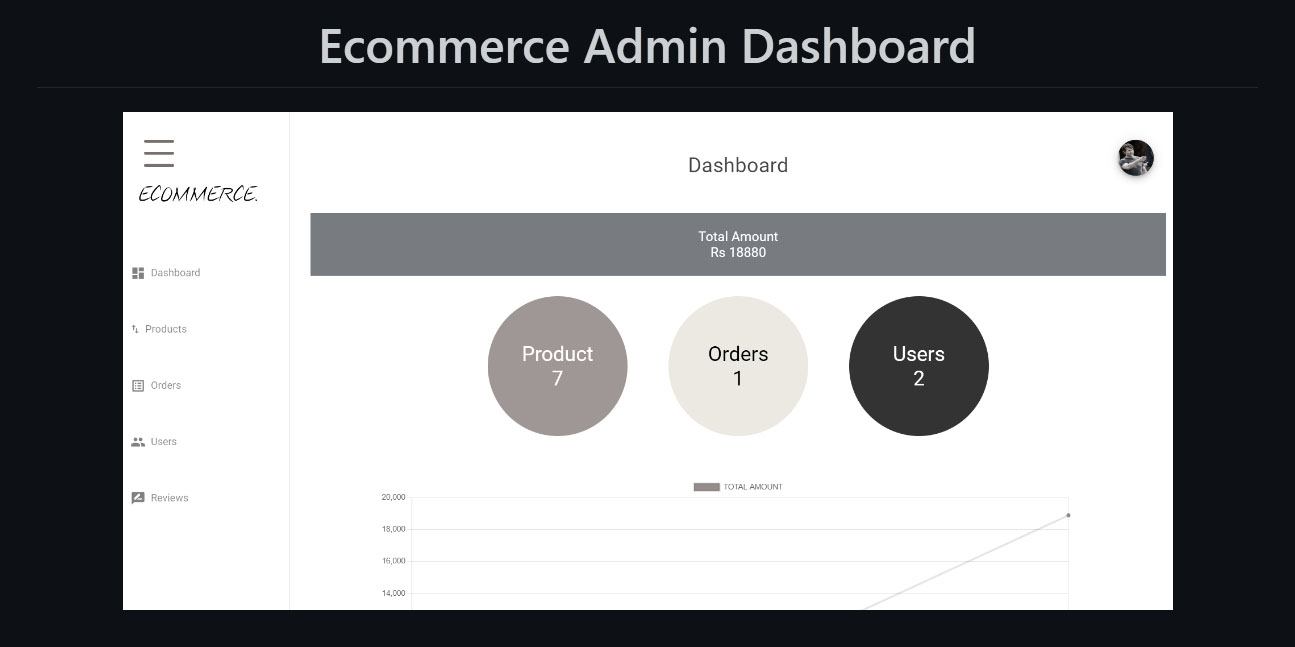 Ecommerce Admin Dashboard
ECOMMERCE.
Dashboard
Products
Orders
Users
Reviews
Dashboard
Total Amount
Rs 18880
Product
7
Orders
1
Users
2
TOTAL AMOUNT
20,000
18,000
16,000
14,000